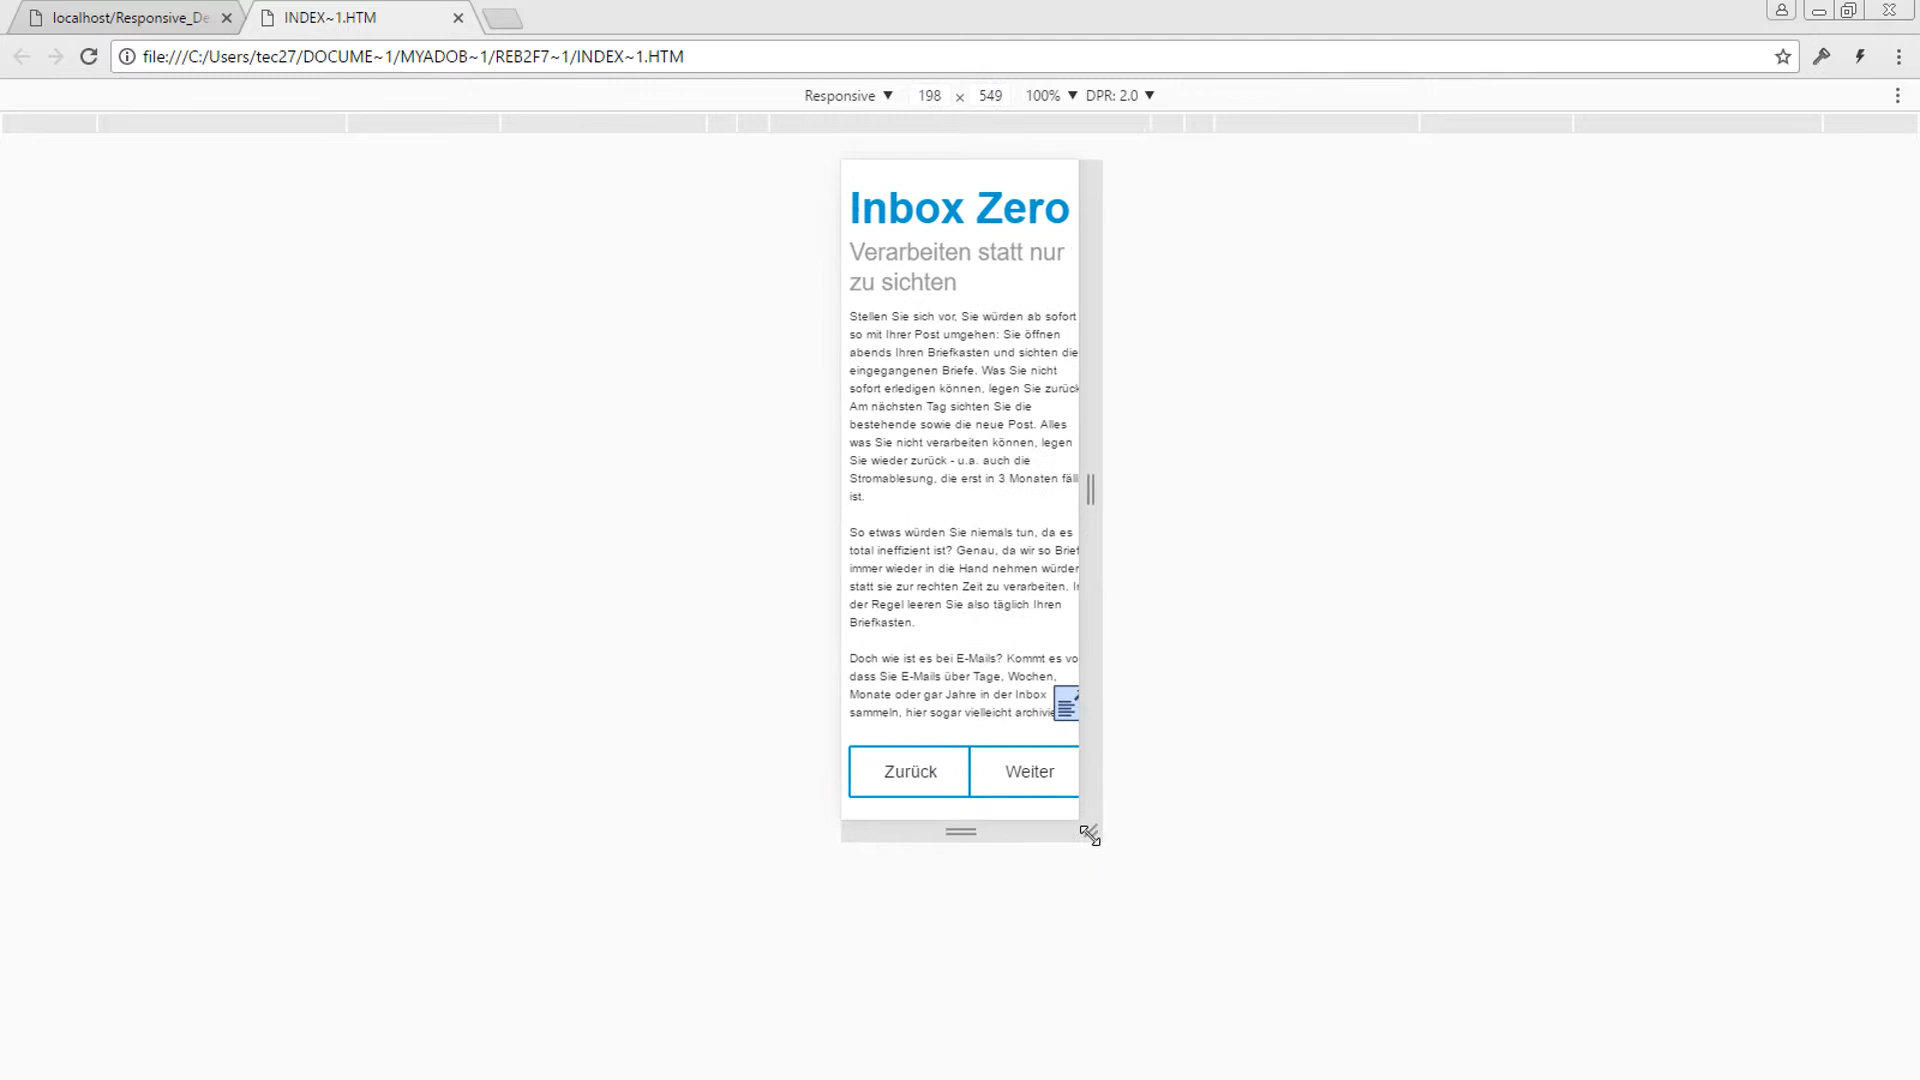 localhost/Responsive_De
INDEX~1.HTM
file:///C:/Users/tec27/DOCUME~1/MYADOB~1/REB2F7~1/INDEX~1.HTM
Responsive ▼ 198 x 549 100% ▼ DPR: 2.0 ▼
Inbox Zero
Verarbeiten statt nur
zu sichten
Stellen Sie sich vor, Sie würden ab sofort
so mit Ihrer Post umgehen: Sie öffnen
abends Ihren Briefkasten und sichten die
eingegangenen Briefe. Was Sie nicht
sofort erledigen können, legen Sie zurück
Am nächsten Tag sichten Sie die
bestehende sowie die neue Post. Alles
was Sie nicht verarbeiten können, legen
Sie wieder zurück - u.a. auch die
Stromablesung, die erst in 3 Monaten fäll
ist.
So etwas würden Sie niemals tun, da es
total ineffizient ist? Genau, da wir so Brief
immer wieder in die Hand nehmen würden
statt sie zur rechten Zeit zu verarbeiten. In
der Regel leeren Sie also täglich Ihren
Briefkasten.
Doch wie ist es bei E-Mails? Kommt es vo
dass Sie E-Mails über Tage, Wochen,
Monate oder gar Jahre in der Inbox
sammeln, hier sogar vielleicht archivie
Zurück
Weiter